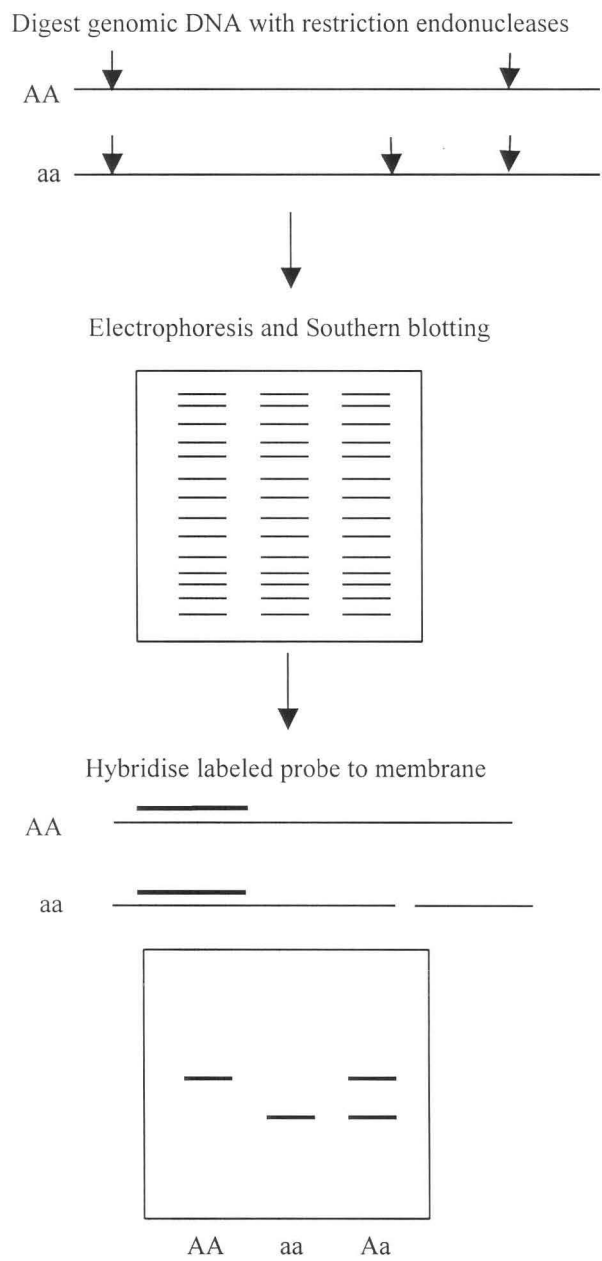 Digest genomic DNA with restriction endonucleases
AA
aa
Electrophoresis and Southern blotting
Hybridise labeled probe to membrane
AA
aa
AA aa Aa